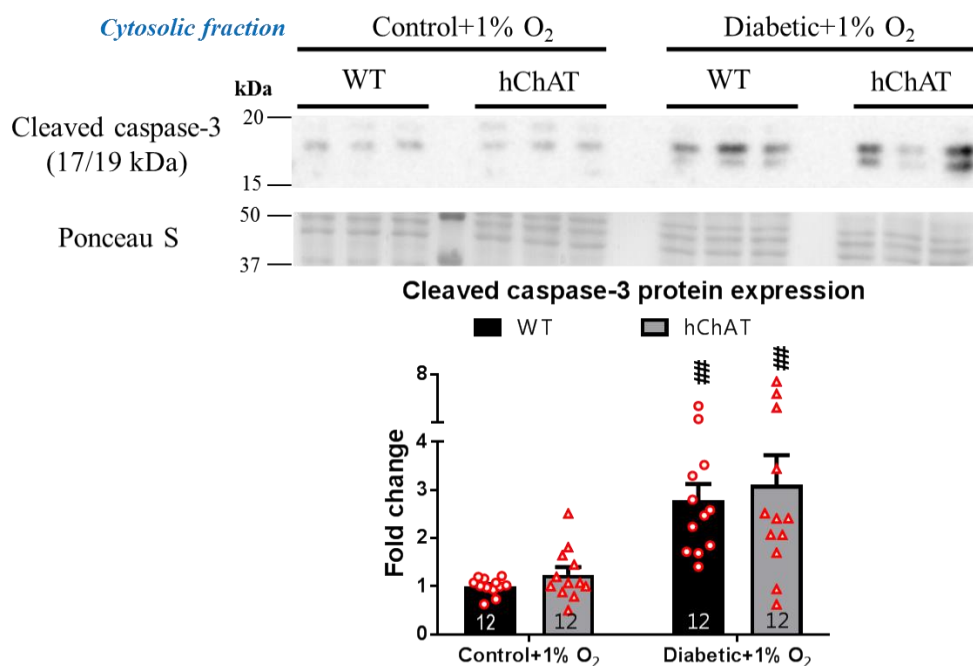 Cytosolic fraction
Control+1% O₂
Diabetic+1% O₂
WT
hChAT
WT
hChAT
kDa
Cleaved caspase-3
(17/19 kDa)
20
15
Ponceau S
50
37
Cleaved caspase-3 protein expression
WT
hChAT
Fold change
8
4
3
2
1
0
##
##
12
12
12
12
Control+1% O₂
Diabetic+1% O₂